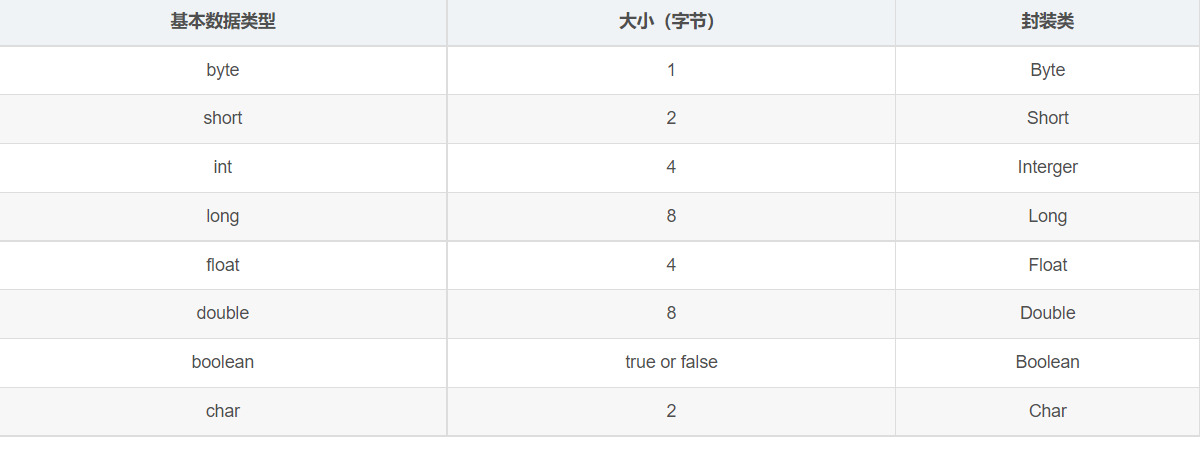 基本数据类型 大小（字节） 封装类
byte 1 Byte
short 2 Short
int 4 Interger
long 8 Long
float 4 Float
double 8 Double
boolean true or false Boolean
char 2 Char